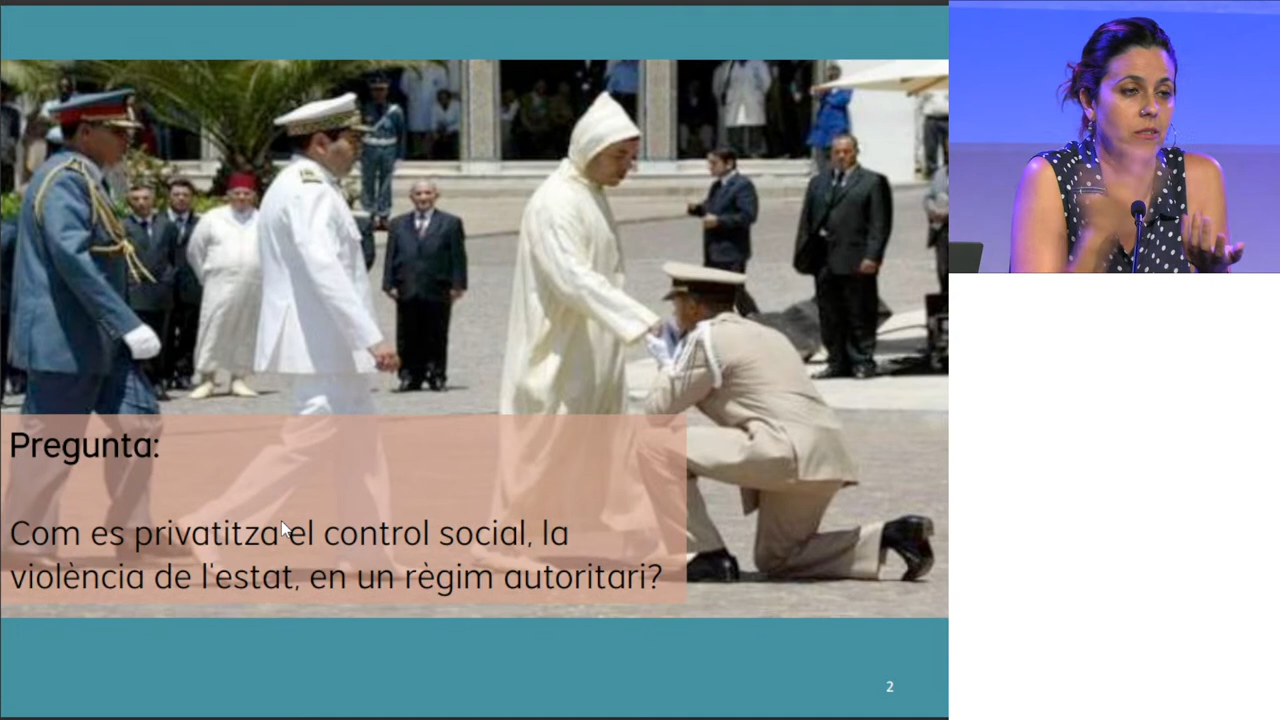 Pregunta:
Com es privatitza el control social, la
violència de l'estat, en un règim autoritari?
2